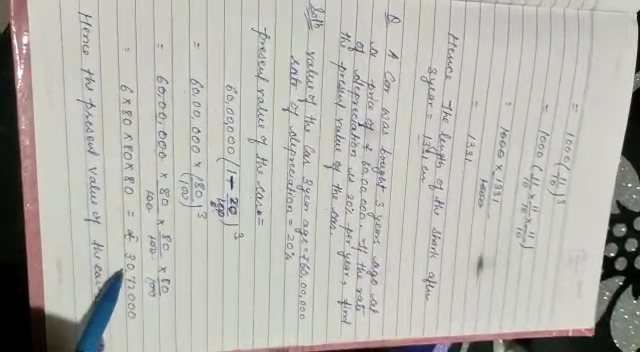 = 1000 (11/10)³
= 1000 (11/10 × 11/10 × 11/10)
= 1000 × 1331/1000
= 1331
Hence the length of the shark after
3 year = 1331 cm
Q A Car was bought 3 years ago at
a price of ₹ 60,00,000. If the rate
of depreciation is 20% per year, find
the present value of the car.
Soln value of the Car 3 year ago = ₹60,00,000
rate of depreciation = 20%
present value of the car =
60,00,000 (1 - 20/100)³
= 60,00,000 × (80/100)³
= 60,00,000 × 80/100 × 80/100 × 80/100
= 6 × 80 × 80 × 80 = ₹ 30,72000
Hence the present value of the car